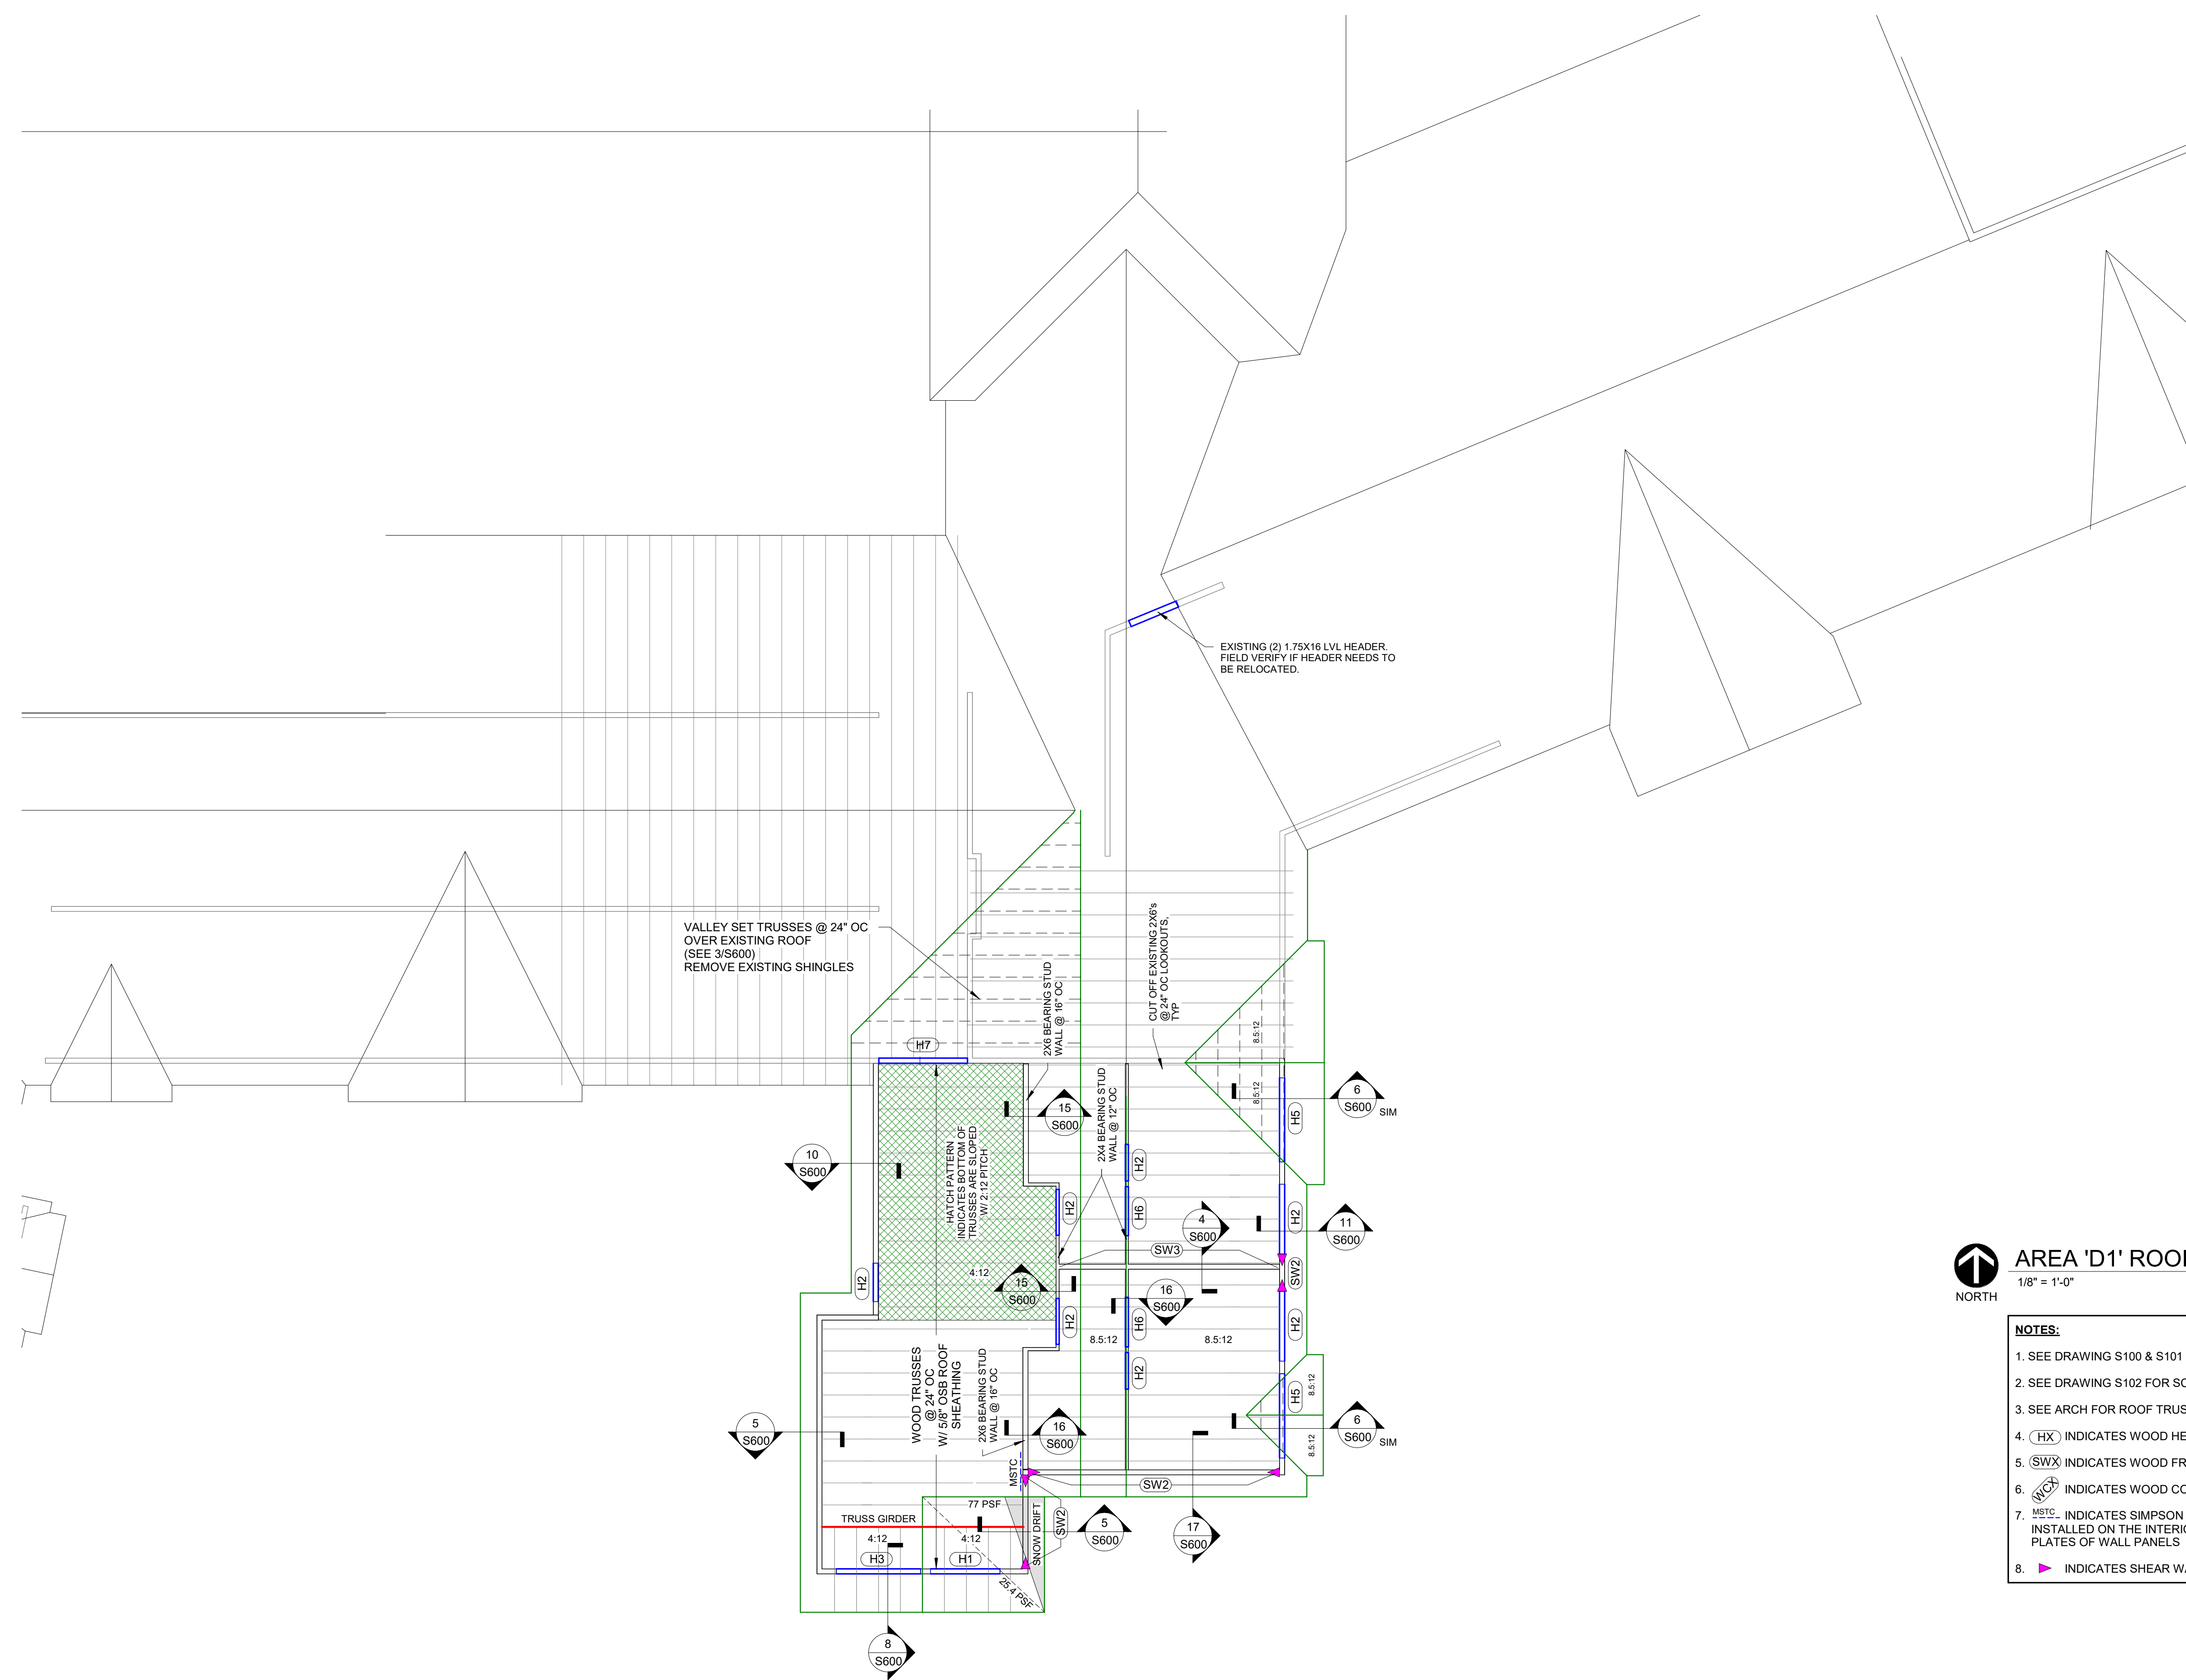 EXISTING (2) 1.75X16 LVL HEADER.
FIELD VERIFY IF HEADER NEEDS TO
BE RELOCATED.
VALLEY SET TRUSSES @ 24" OC
OVER EXISTING ROOF
(SEE 3/S600)
REMOVE EXISTING SHINGLES
CUT OFF EXISTING 2X6's
@ 24" OC LOOKOUTS,
TYP
2X6 BEARING STUD
WALL @ 16" OC
H7
8.5:12
8.5:12
2X4 BEARING STUD
WALL @ 12" OC
15
S600
6
S600
SIM
H5
HATCH PATTERN
INDICATES BOTTOM OF
TRUSSES ARE SLOPED
W/ 2:12 PITCH
10
S600
H2
H2
H6
4
S600
H2
11
S600
SW3
4:12
SW2
H2
15
S600
16
S600
H2
H6
H2
8.5:12
8.5:12
WOOD TRUSSES
@ 24" OC
W/ 5/8" OSB ROOF
SHEATHING
2X6 BEARING STUD
WALL @ 16" OC
H2
H5
8.5:12
8.5:12
5
S600
16
S600
6
S600
SIM
MSTC
SW2
77 PSF
SNOW DRIFT
SW2
TRUSS GIRDER
4:12
4:12
5
S600
17
S600
H3
H1
25.4 PSF
8
S600
NORTH
AREA 'D1' ROO
1/8" = 1'-0"
NOTES:
1. SEE DRAWING S100 & S101
2. SEE DRAWING S102 FOR SC
3. SEE ARCH FOR ROOF TRUS
4. HX INDICATES WOOD HE
5. SWX INDICATES WOOD FR
6. WCX INDICATES WOOD CO
7. MSTC INDICATES SIMPSON
INSTALLED ON THE INTERIO
PLATES OF WALL PANELS
8. INDICATES SHEAR WA